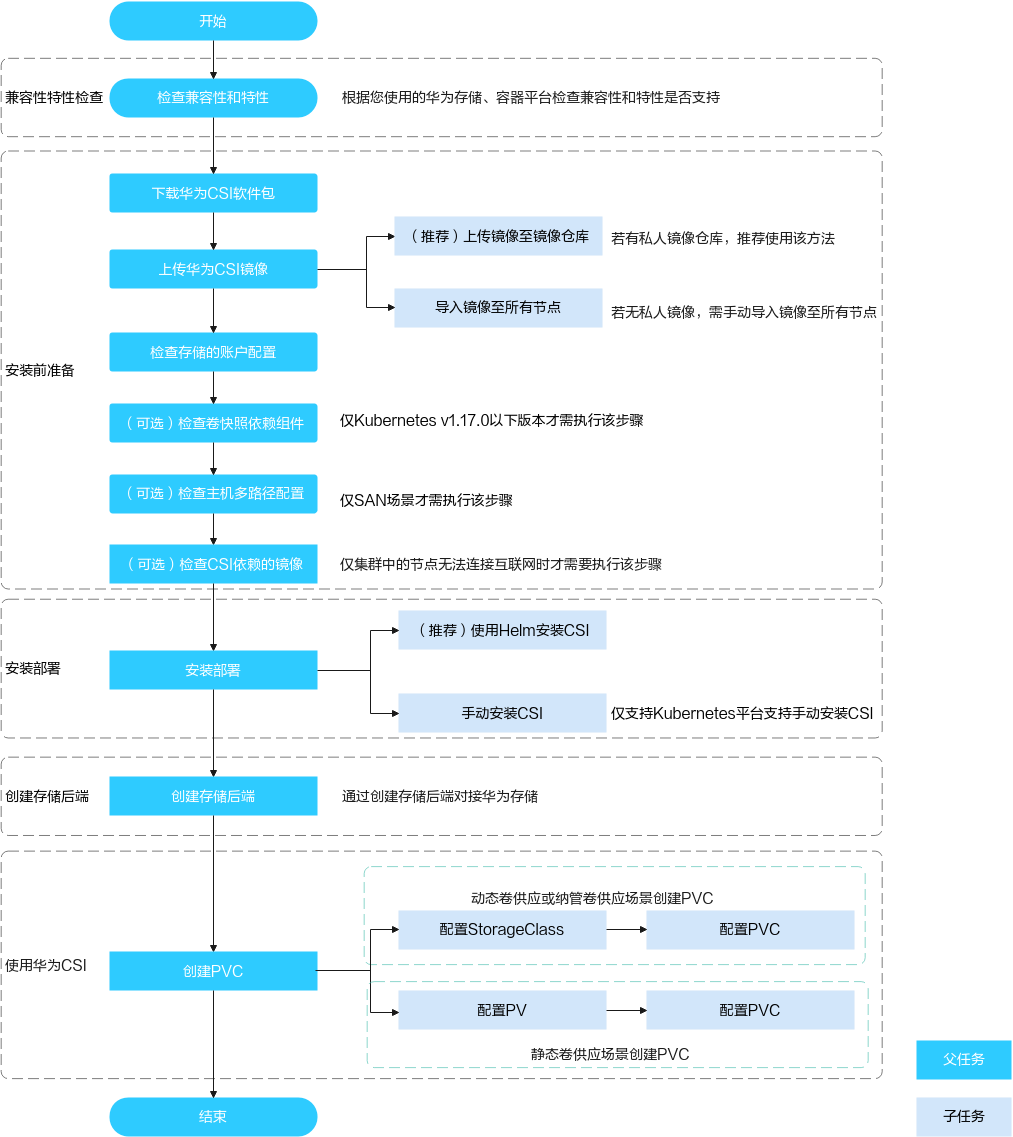 开始
兼容性特性检查
检查兼容性和特性
根据您使用的华为存储、容器平台检查兼容性和特性是否支持
下载华为CSI软件包
上传华为CSI镜像
（推荐）上传镜像至镜像仓库
若有私人镜像仓库，推荐使用该方法
导入镜像至所有节点
若无私人镜像，需手动导入镜像至所有节点
检查存储的账户配置
安装前准备
（可选）检查卷快照依赖组件
仅Kubernetes v1.17.0以下版本才需执行该步骤
（可选）检查主机多路径配置
仅SAN场景才需执行该步骤
（可选）检查CSI依赖的镜像
仅集群中的节点无法连接互联网时才需要执行该步骤
（推荐）使用Helm安装CSI
安装部署
安装部署
手动安装CSI
仅支持Kubernetes平台支持手动安装CSI
创建存储后端
创建存储后端
通过创建存储后端对接华为存储
动态卷供应或纳管卷供应场景创建PVC
配置StorageClass
配置PVC
使用华为CSI
创建PVC
配置PV
配置PVC
静态卷供应场景创建PVC
父任务
子任务
结束